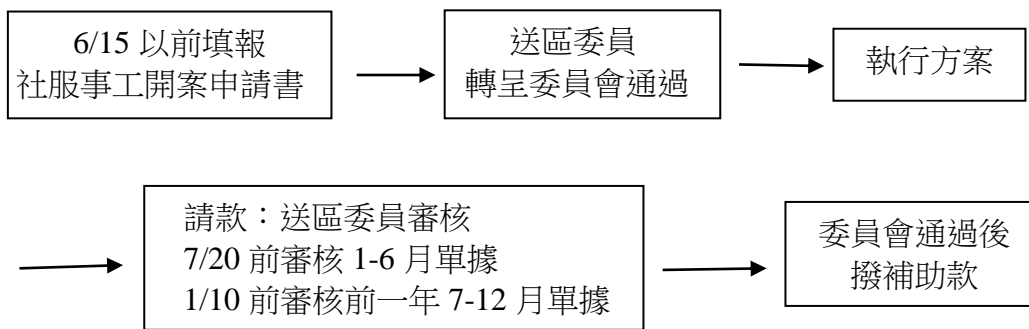 6/15 以前填報
社服事工開案申請書
送區委員
轉呈委員會通過
執行方案
請款：送區委員審核
7/20 前審核 1-6 月單據
1/10 前審核前一年 7-12 月單據
委員會通過後
撥補助款